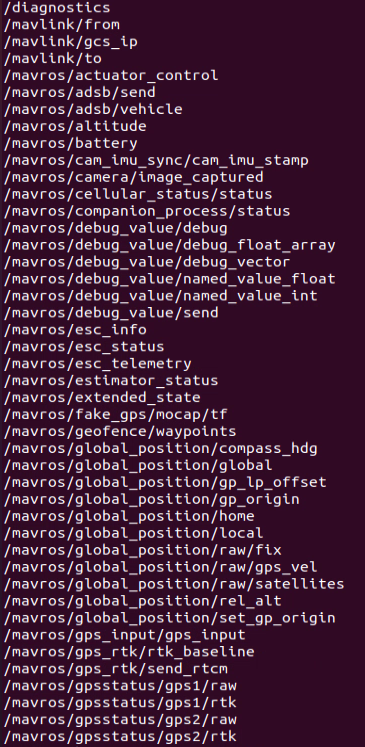 /diagnostics
/mavlink/from
/mavlink/gcs_ip
/mavlink/to
/mavros/actuator_control
/mavros/adsb/send
/mavros/adsb/vehicle
/mavros/altitude
/mavros/battery
/mavros/cam_imu_sync/cam_imu_stamp
/mavros/camera/image_captured
/mavros/cellular_status/status
/mavros/companion_process/status
/mavros/debug_value/debug
/mavros/debug_value/debug_float_array
/mavros/debug_value/debug_vector
/mavros/debug_value/named_value_float
/mavros/debug_value/named_value_int
/mavros/debug_value/send
/mavros/esc_info
/mavros/esc_status
/mavros/esc_telemetry
/mavros/estimator_status
/mavros/extended_state
/mavros/fake_gps/mocap/tf
/mavros/geofence/waypoints
/mavros/global_position/compass_hdg
/mavros/global_position/global
/mavros/global_position/gp_lp_offset
/mavros/global_position/gp_origin
/mavros/global_position/home
/mavros/global_position/local
/mavros/global_position/raw/fix
/mavros/global_position/raw/gps_vel
/mavros/global_position/raw/satellites
/mavros/global_position/rel_alt
/mavros/global_position/set_gp_origin
/mavros/gps_input/gps_input
/mavros/gps_rtk/rtk_baseline
/mavros/gps_rtk/send_rtcm
/mavros/gpsstatus/gps1/raw
/mavros/gpsstatus/gps1/rtk
/mavros/gpsstatus/gps2/raw
/mavros/gpsstatus/gps2/rtk